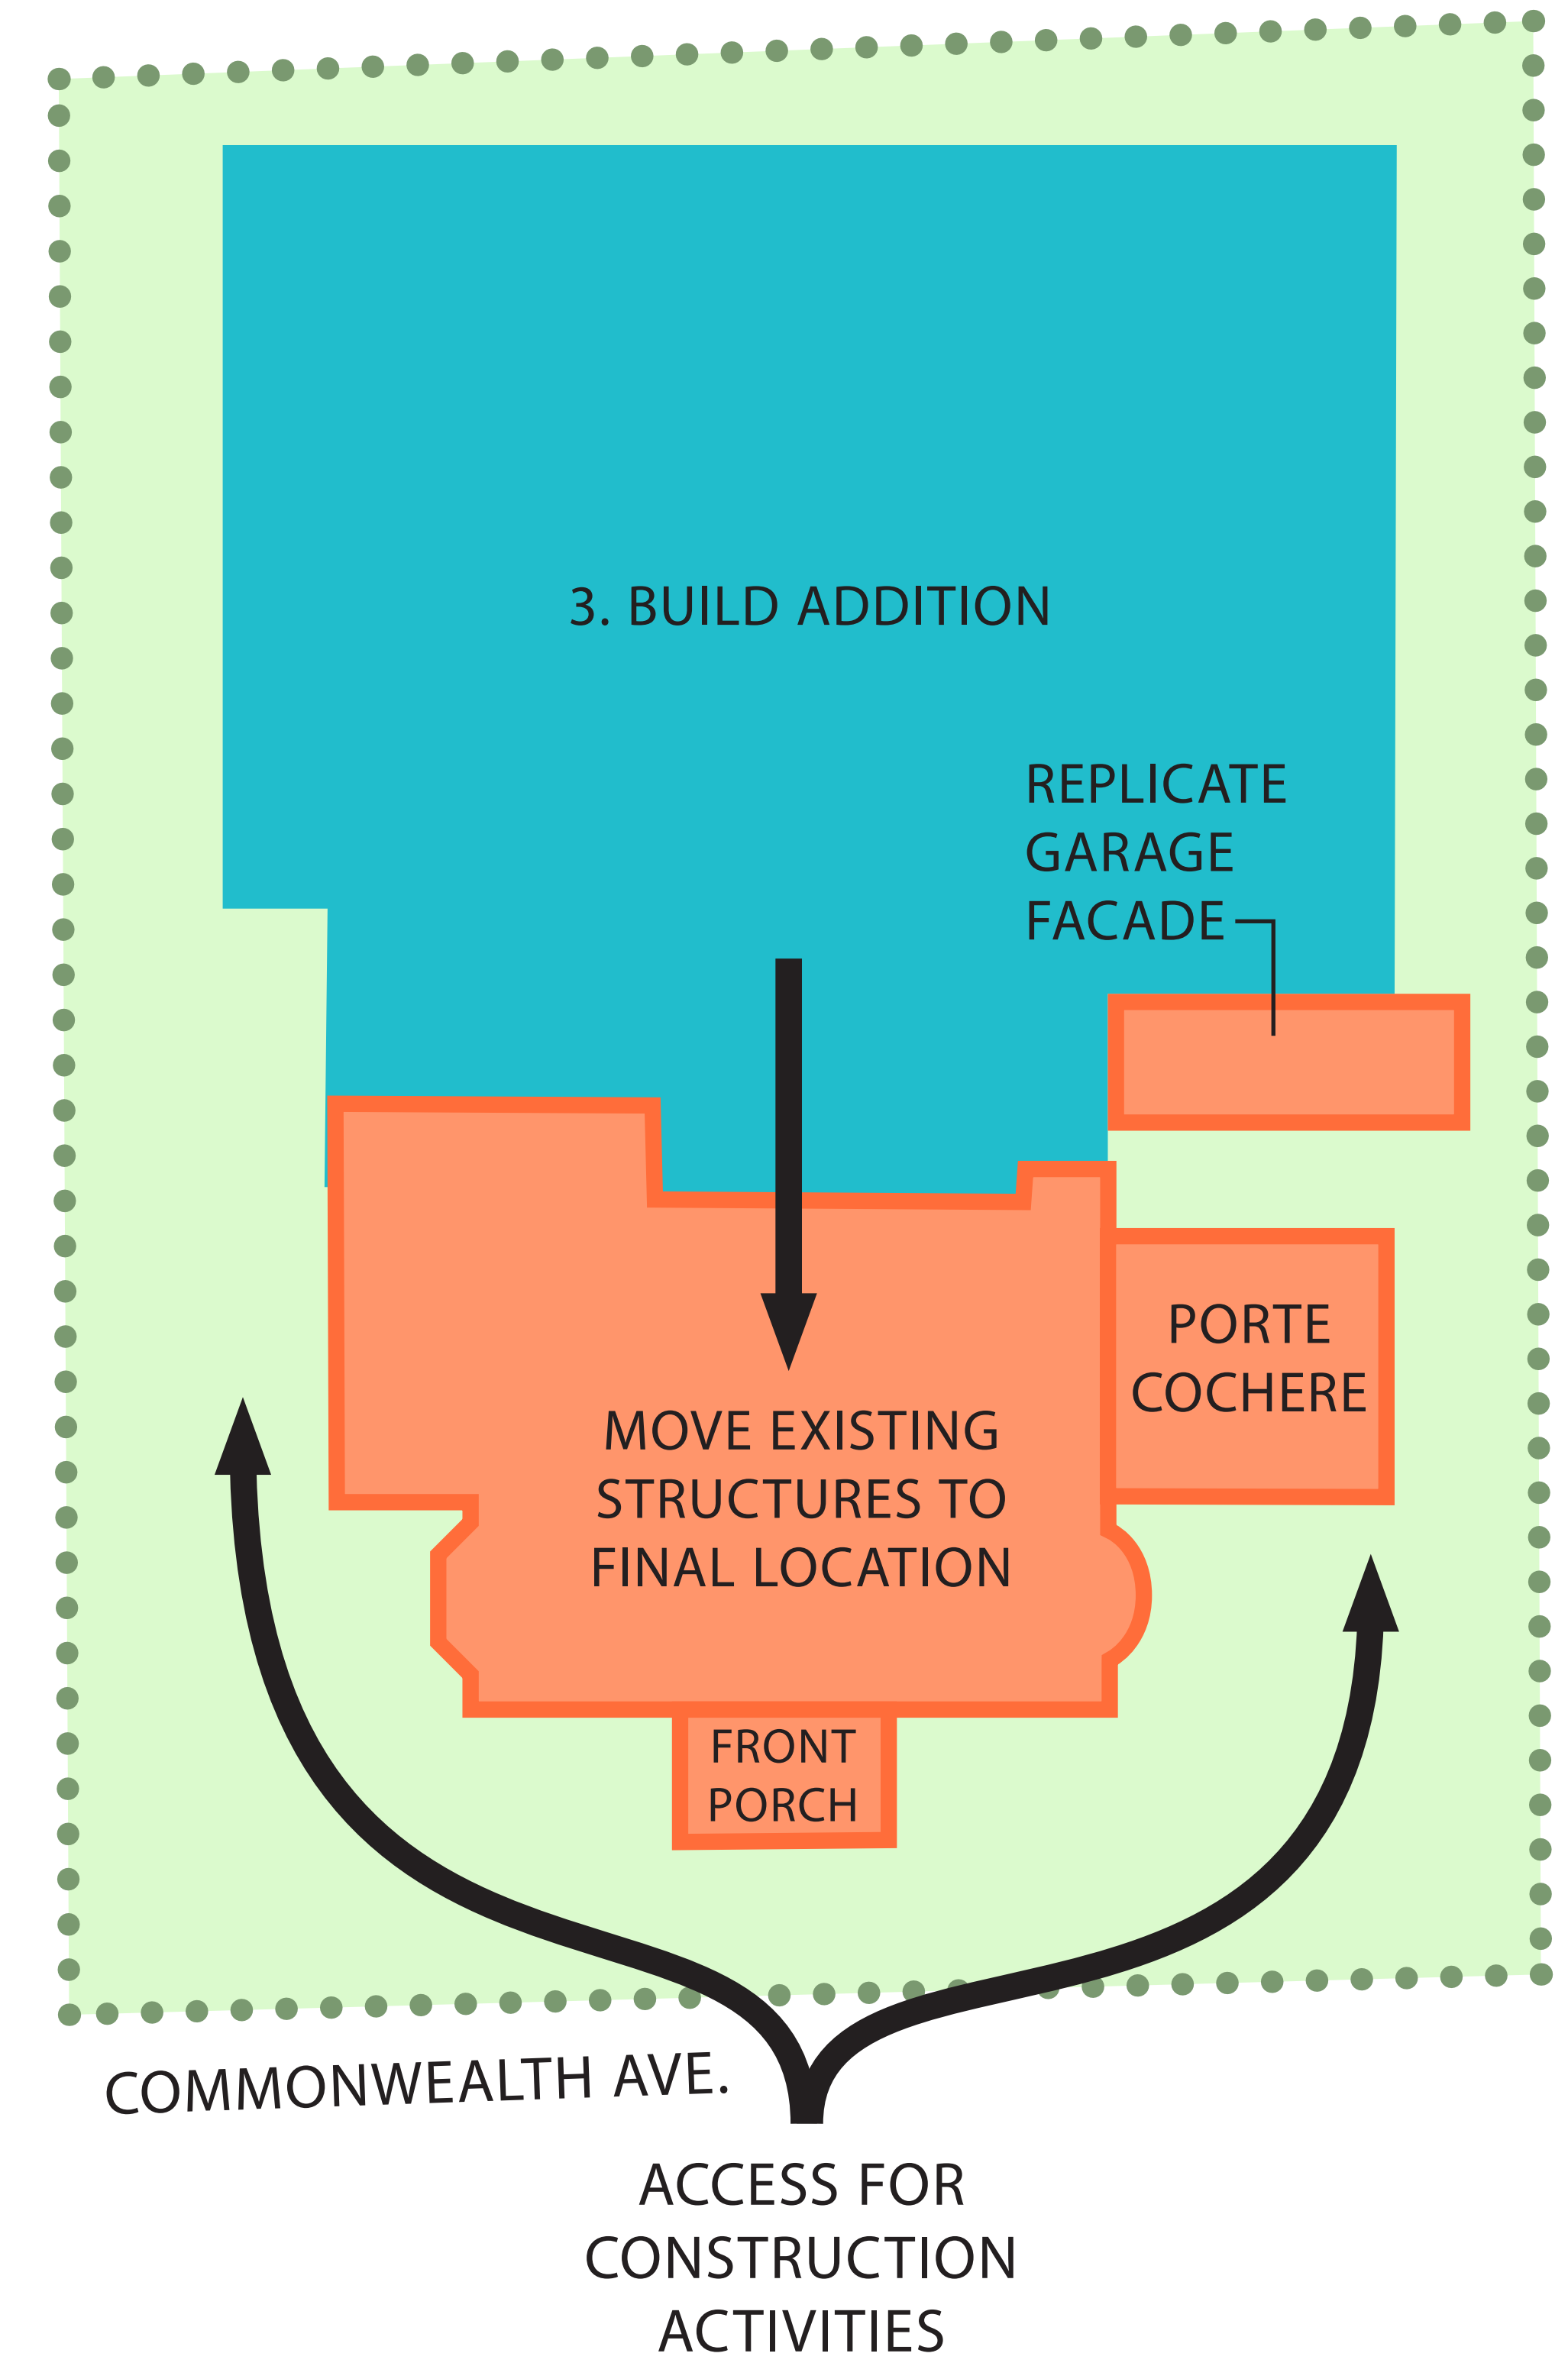 3. BUILD ADDITION
REPLICATE
GARAGE
FACADE
PORTE
COCHERE
MOVE EXISTING
STRUCTURES TO
FINAL LOCATION
FRONT
PORCH
COMMONWEALTH AVE.
ACCESS FOR
CONSTRUCTION
ACTIVITIES